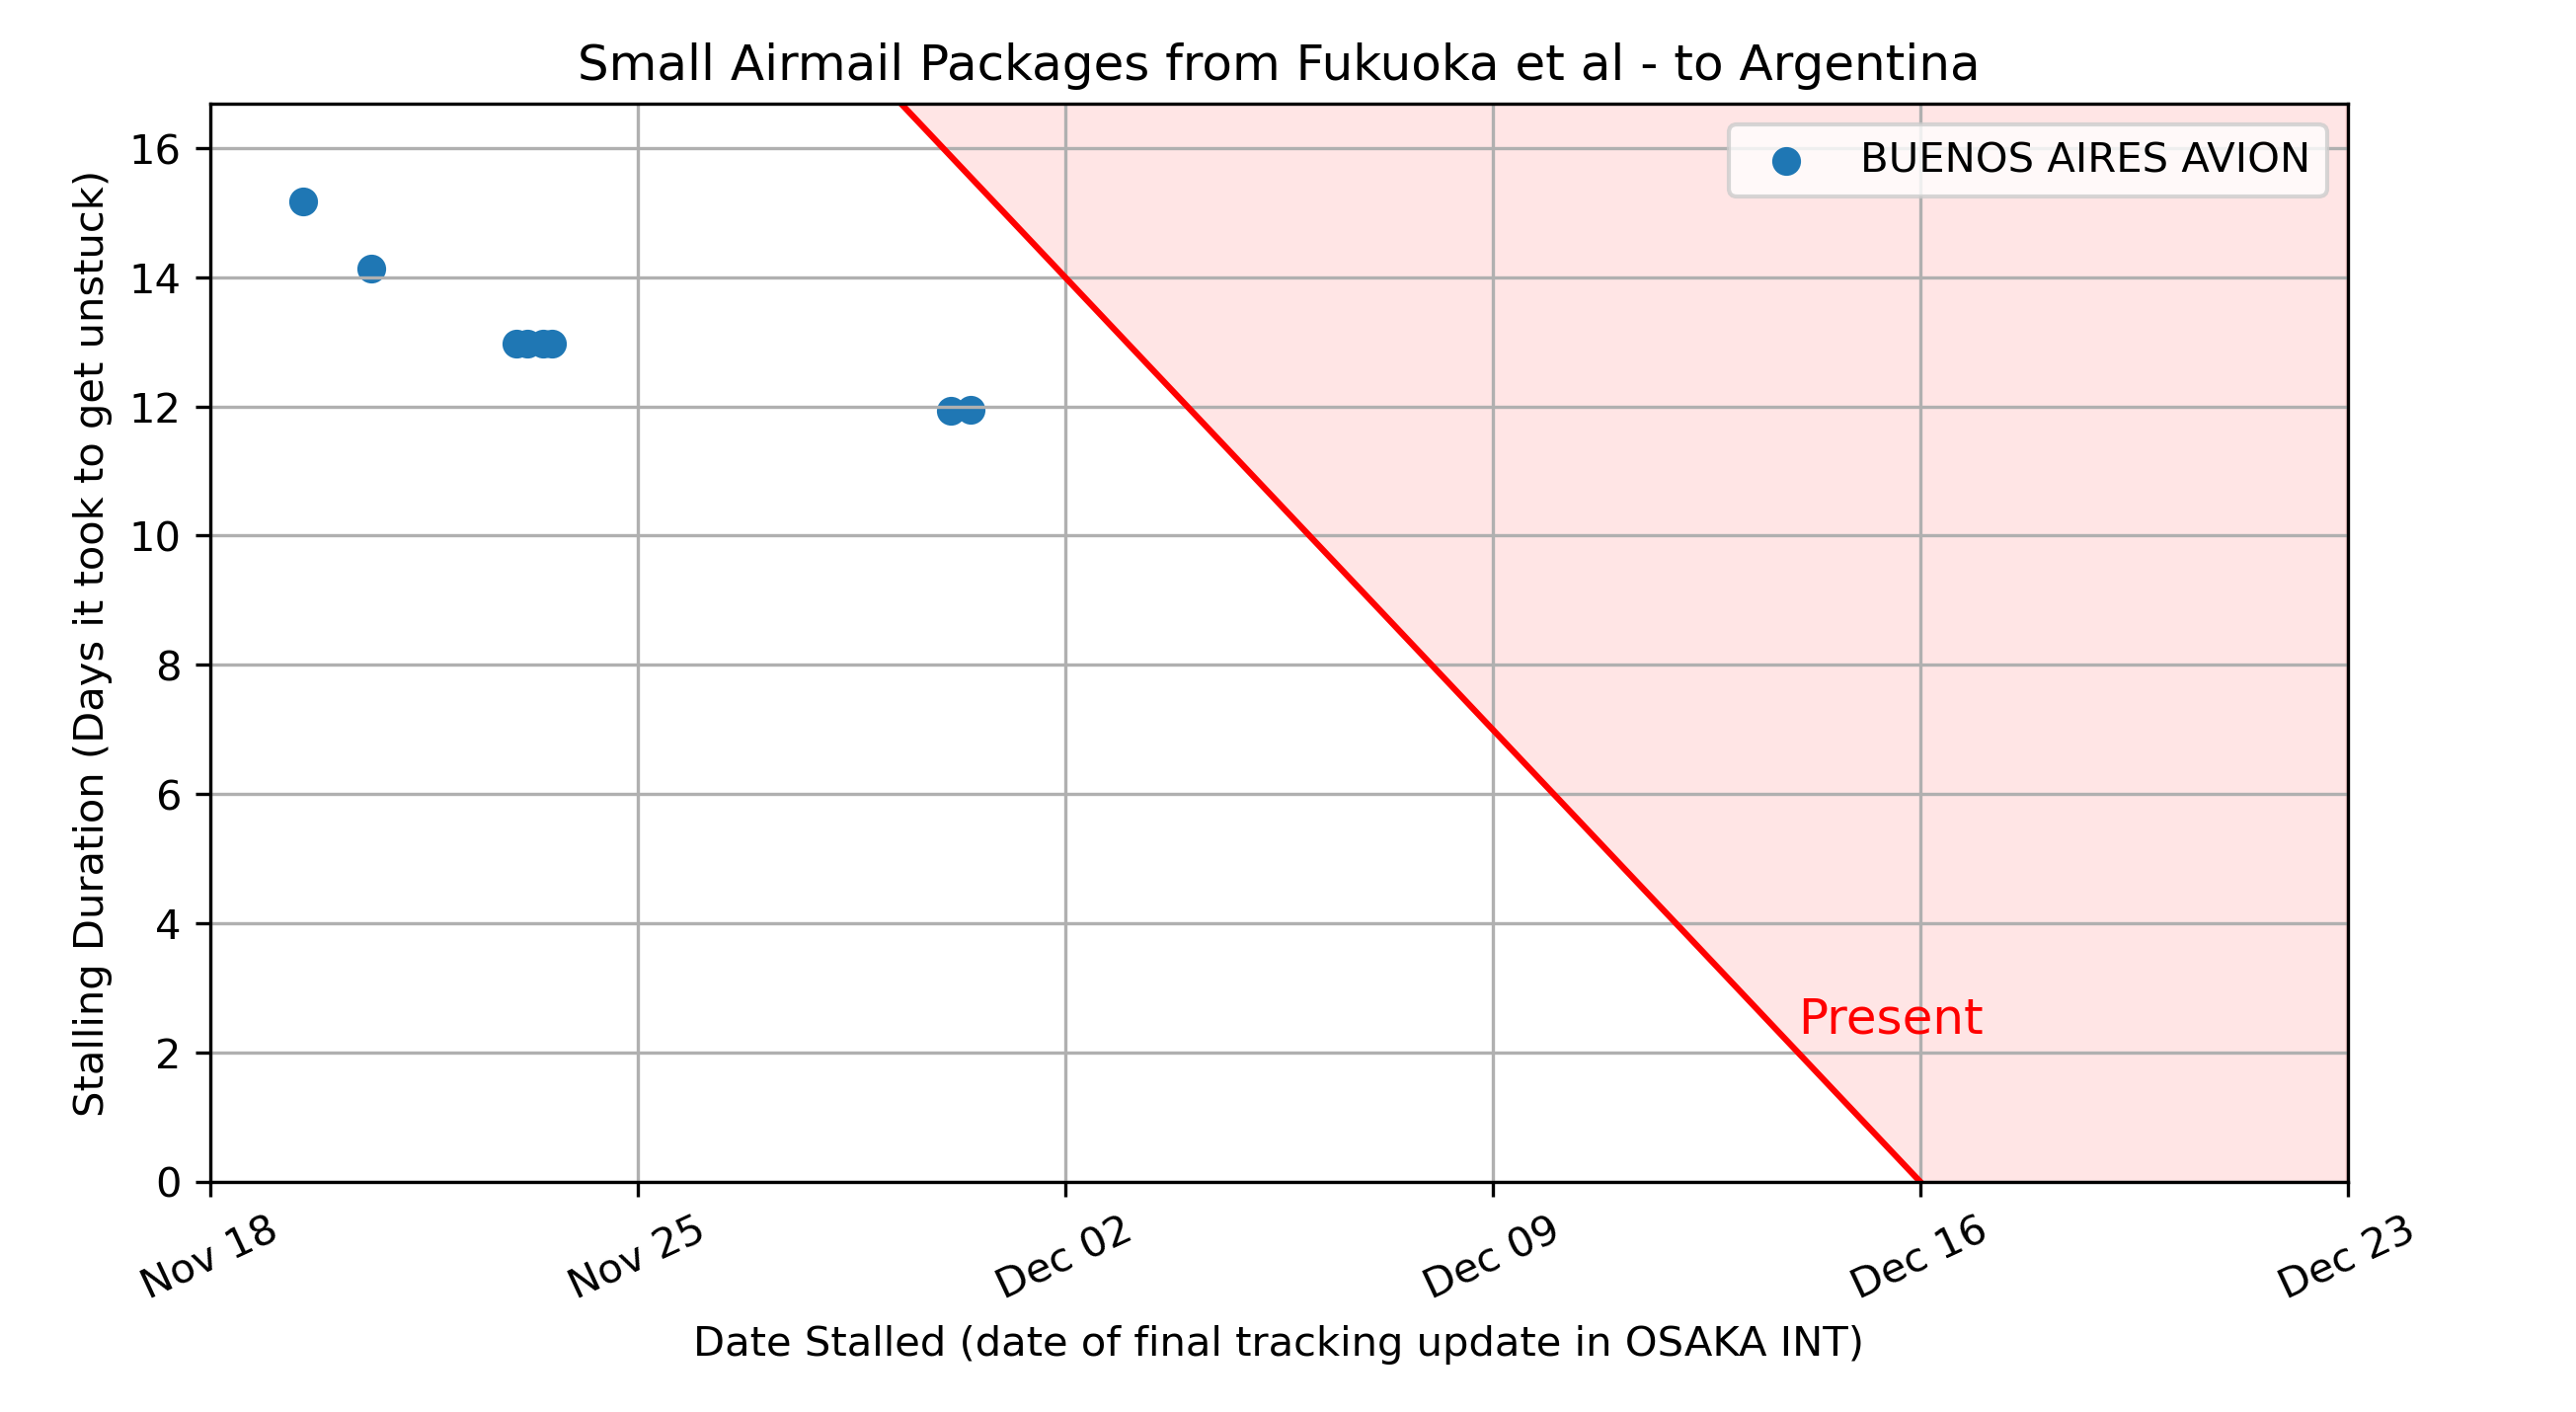 Small Airmail Packages from Fukuoka et al - to Argentina
BUENOS AIRES AVION
Stalling Duration (Days it took to get unstuck)
16
14
12
10
8
6
4
2
0
Present
Nov 18
Nov 25
Dec 02
Dec 09
Dec 16
Dec 23
Date Stalled (date of final tracking update in OSAKA INT)